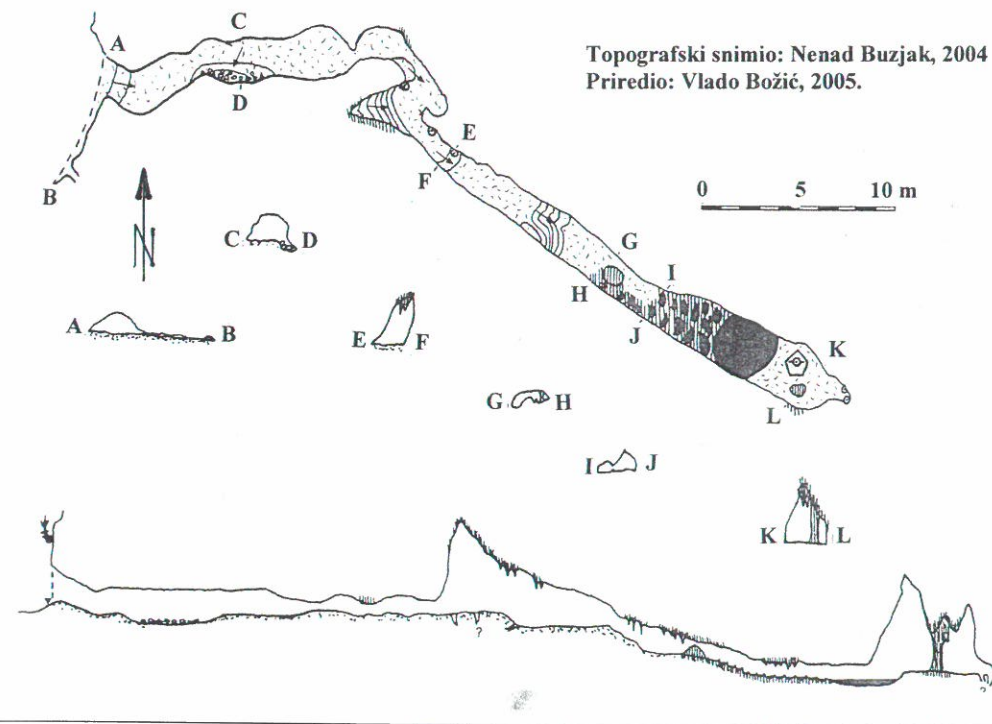 Topografski snimio: Nenad Buzjak, 2004
Priredio: Vlado Božić, 2005.
A
C
D
B
E
F
0 5 10 m
N
C D
G
H
I
J
A B
E F
K
L
G H
I J
K L
?
?